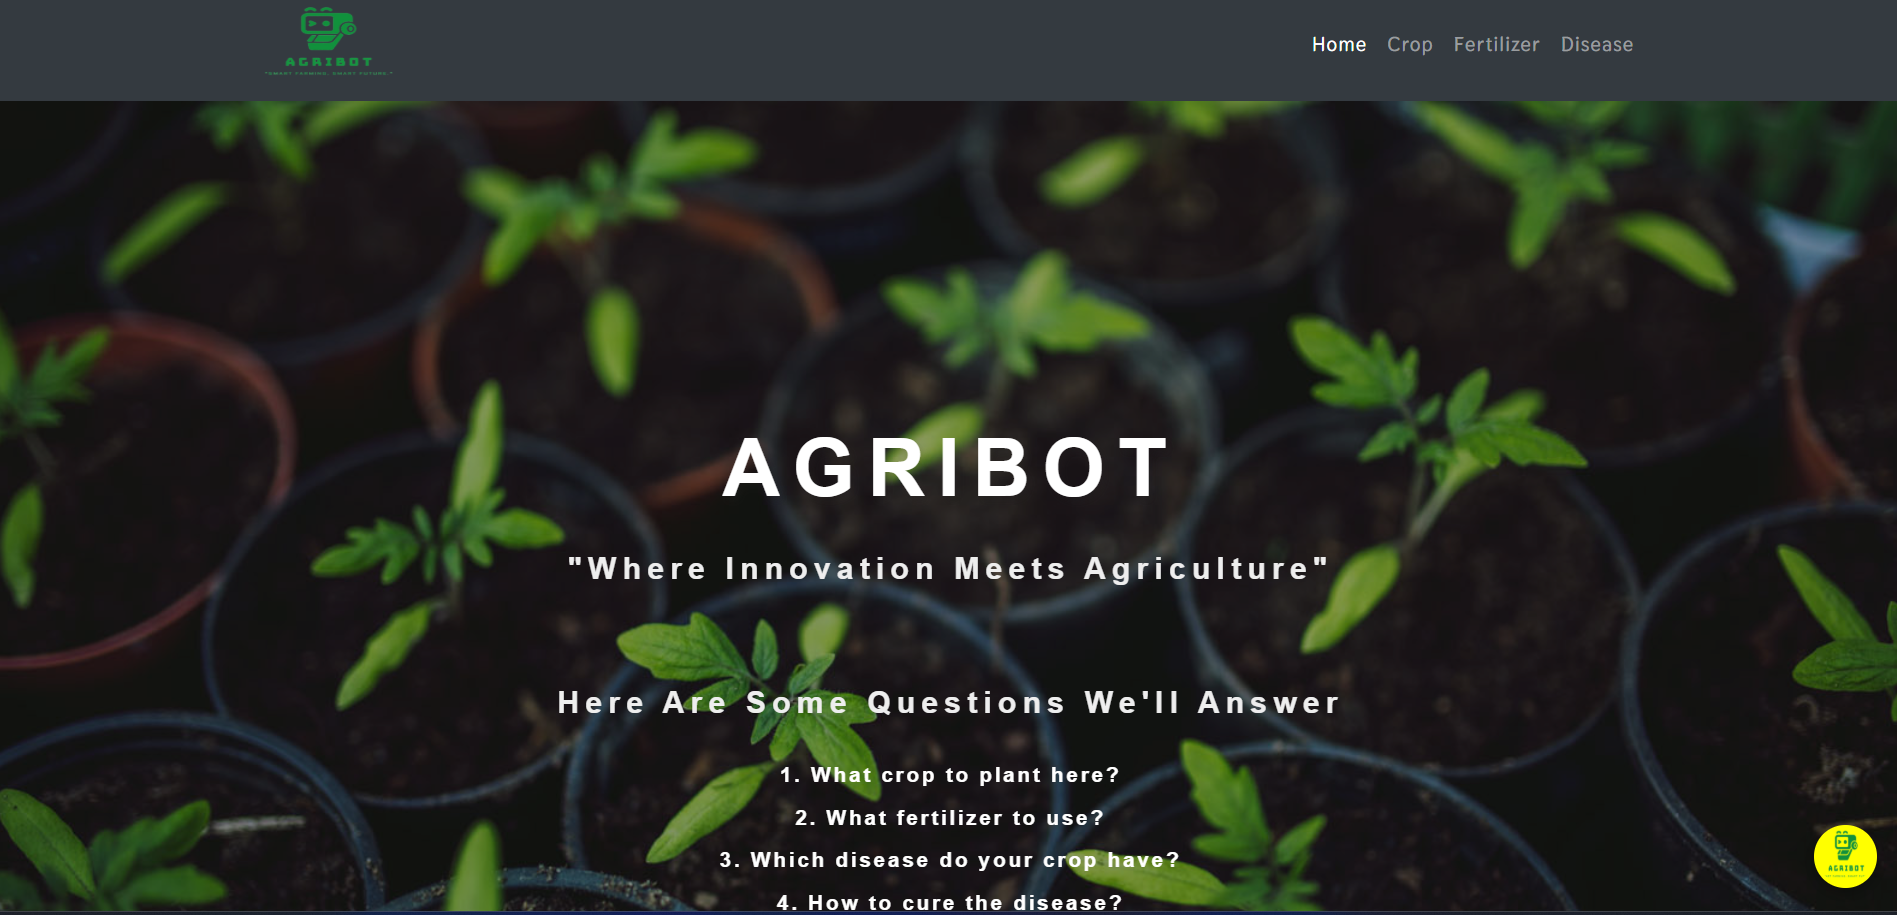 AGRIBOT
"SMART FARMING, SMART FUTURE."
Home Crop Fertilizer Disease
AGRIBOT
"Where Innovation Meets Agriculture"
Here Are Some Questions We'll Answer
1. What crop to plant here?
2. What fertilizer to use?
3. Which disease do your crop have?
4. How to cure the disease?
AGRIBOT